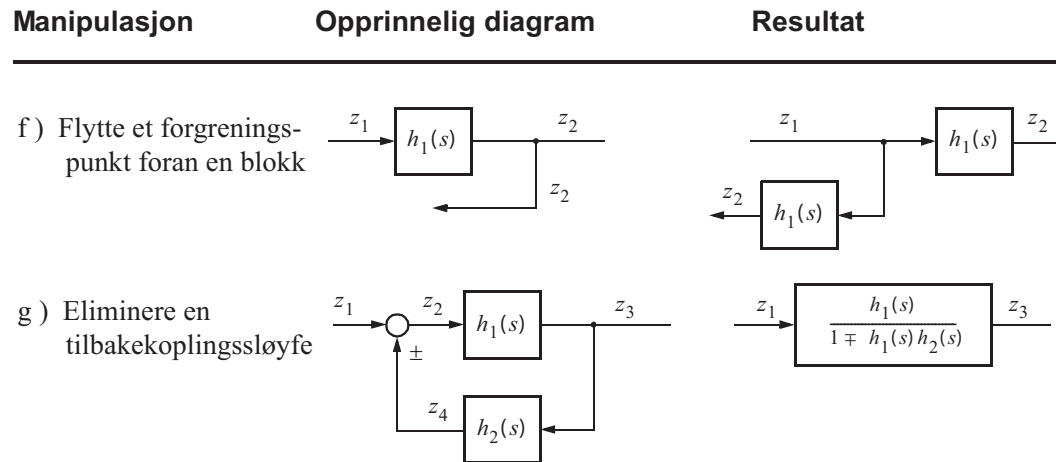 Manipulasjon Opprinnelig diagram Resultat
f ) Flytte et forgrenings-
punkt foran en blokk
z₁ h₁(s) z₂
z₂
z₁ h₁(s) z₂
z₂ h₁(s)
g ) Eliminere en
tilbakekoplingssløyfe
z₁ z₂ h₁(s) z₃
±
z₄ h₂(s)
z₁ h₁(s) z₃
1 ∓ h₁(s) h₂(s)